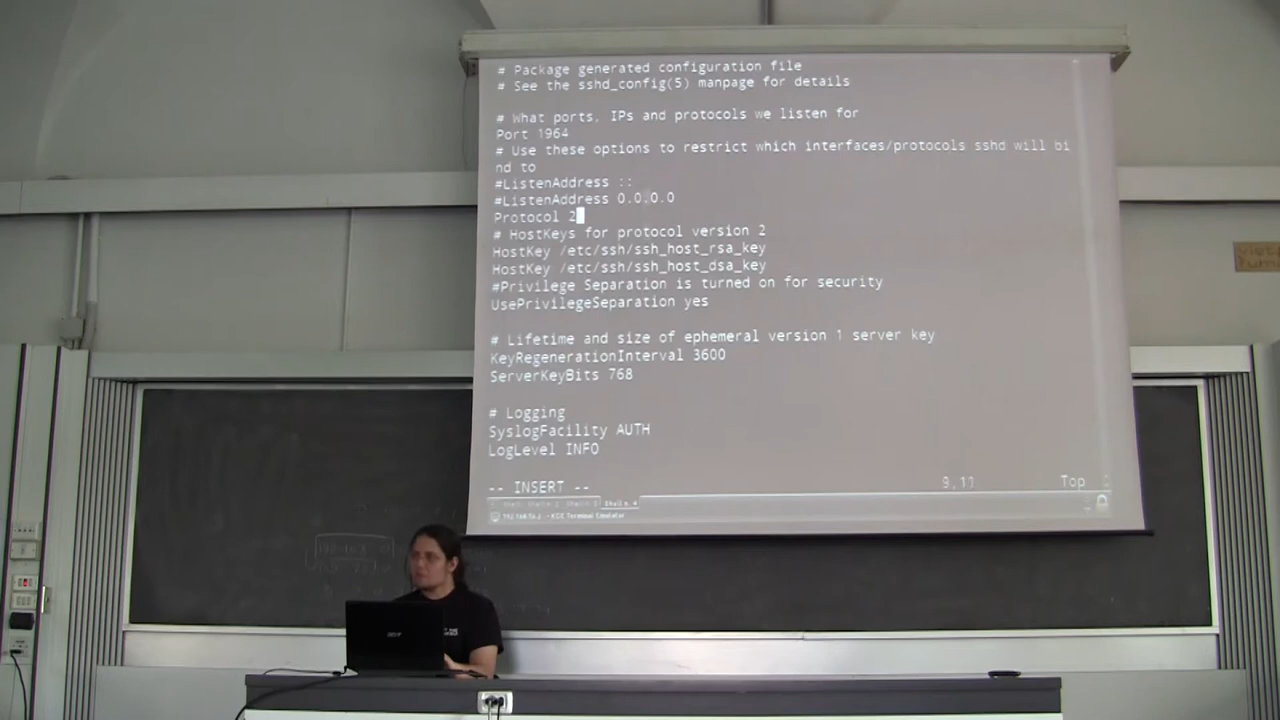 # Package generated configuration file
# See the sshd_config(5) manpage for details
# What ports, IPs and protocols we listen for
Port 1964
# Use these options to restrict which interfaces/protocols sshd will bi
nd to
#ListenAddress ::
#ListenAddress 0.0.0.0
Protocol 2
# HostKeys for protocol version 2
HostKey /etc/ssh/ssh_host_rsa_key
HostKey /etc/ssh/ssh_host_dsa_key
#Privilege Separation is turned on for security
UsePrivilegeSeparation yes
# Lifetime and size of ephemeral version 1 server key
KeyRegenerationInterval 3600
ServerKeyBits 768
# Logging
SyslogFacility AUTH
LogLevel INFO
-- INSERT -- 9,11 Top
Terminal Emulator